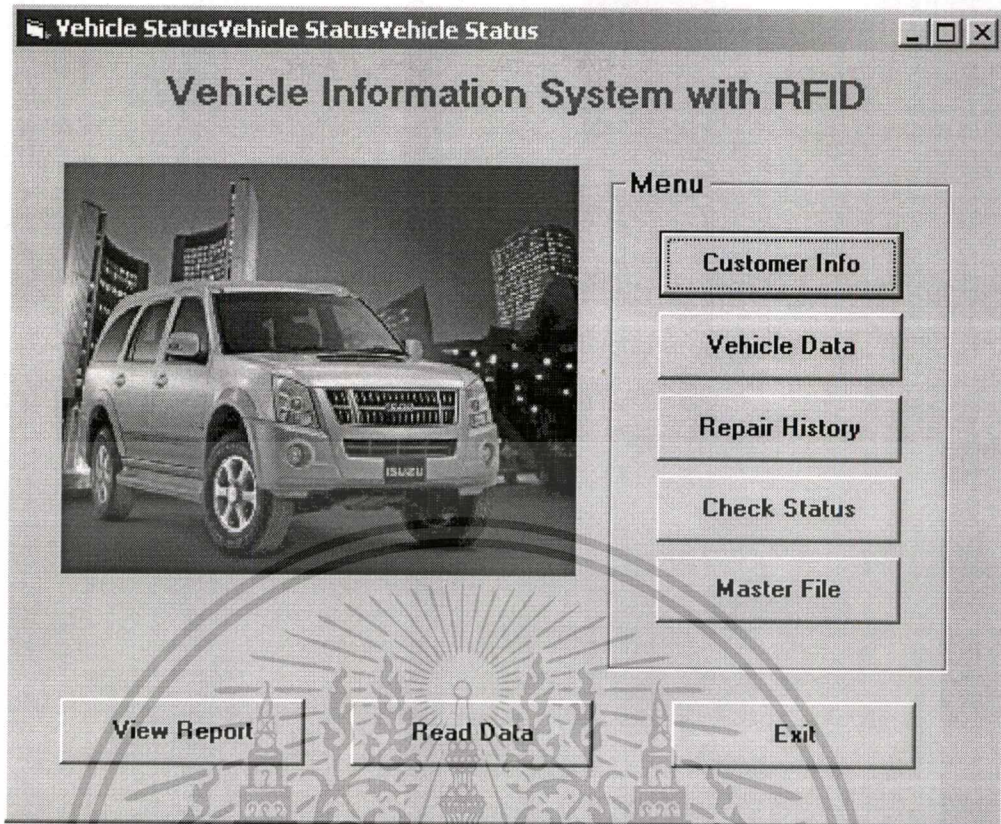 Vehicle StatusVehicle StatusVehicle Status
Vehicle Information System with RFID
Menu
Customer Info
Vehicle Data
Repair History
Check Status
Master File
ISUZU
View Report
Read Data
Exit